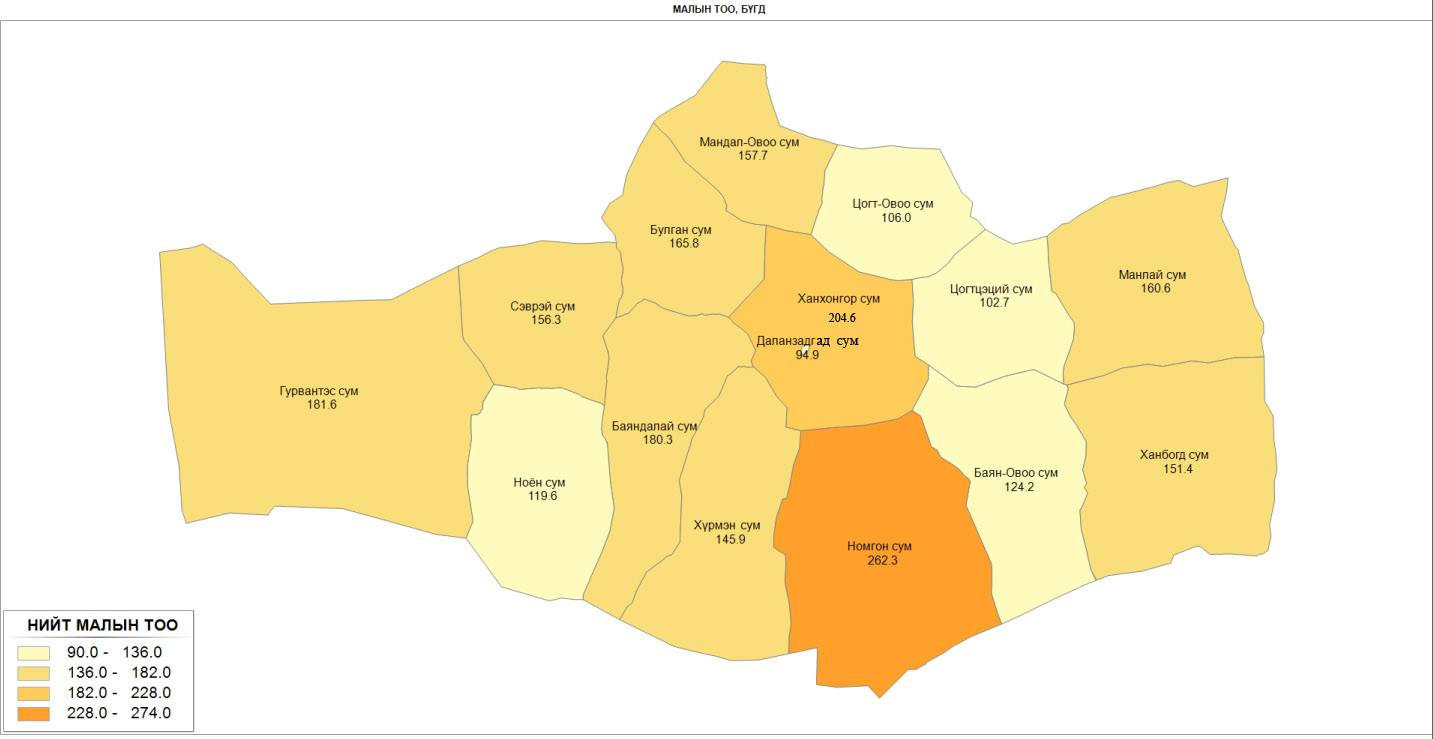 МАЛЫН ТОО, БҮГД
Мандал-Овоо сум
157.7
Цогт-Овоо сум
106.0
Булган сум
165.8
Манлай сум
160.6
Цогтцэций сум
102.7
Ханхонгор сум
204.6
Сэврэй сум
156.3
Даланзадгад сум
94.9
Гурвантэс сум
181.6
Баяндалай сум
180.3
Ханбогд сум
151.4
Баян-Овоо сум
124.2
Ноён сум
119.6
Хүрмэн сум
145.9
Номгон сум
262.3
НИЙТ МАЛЫН ТОО
90.0 - 136.0
136.0 - 182.0
182.0 - 228.0
228.0 - 274.0